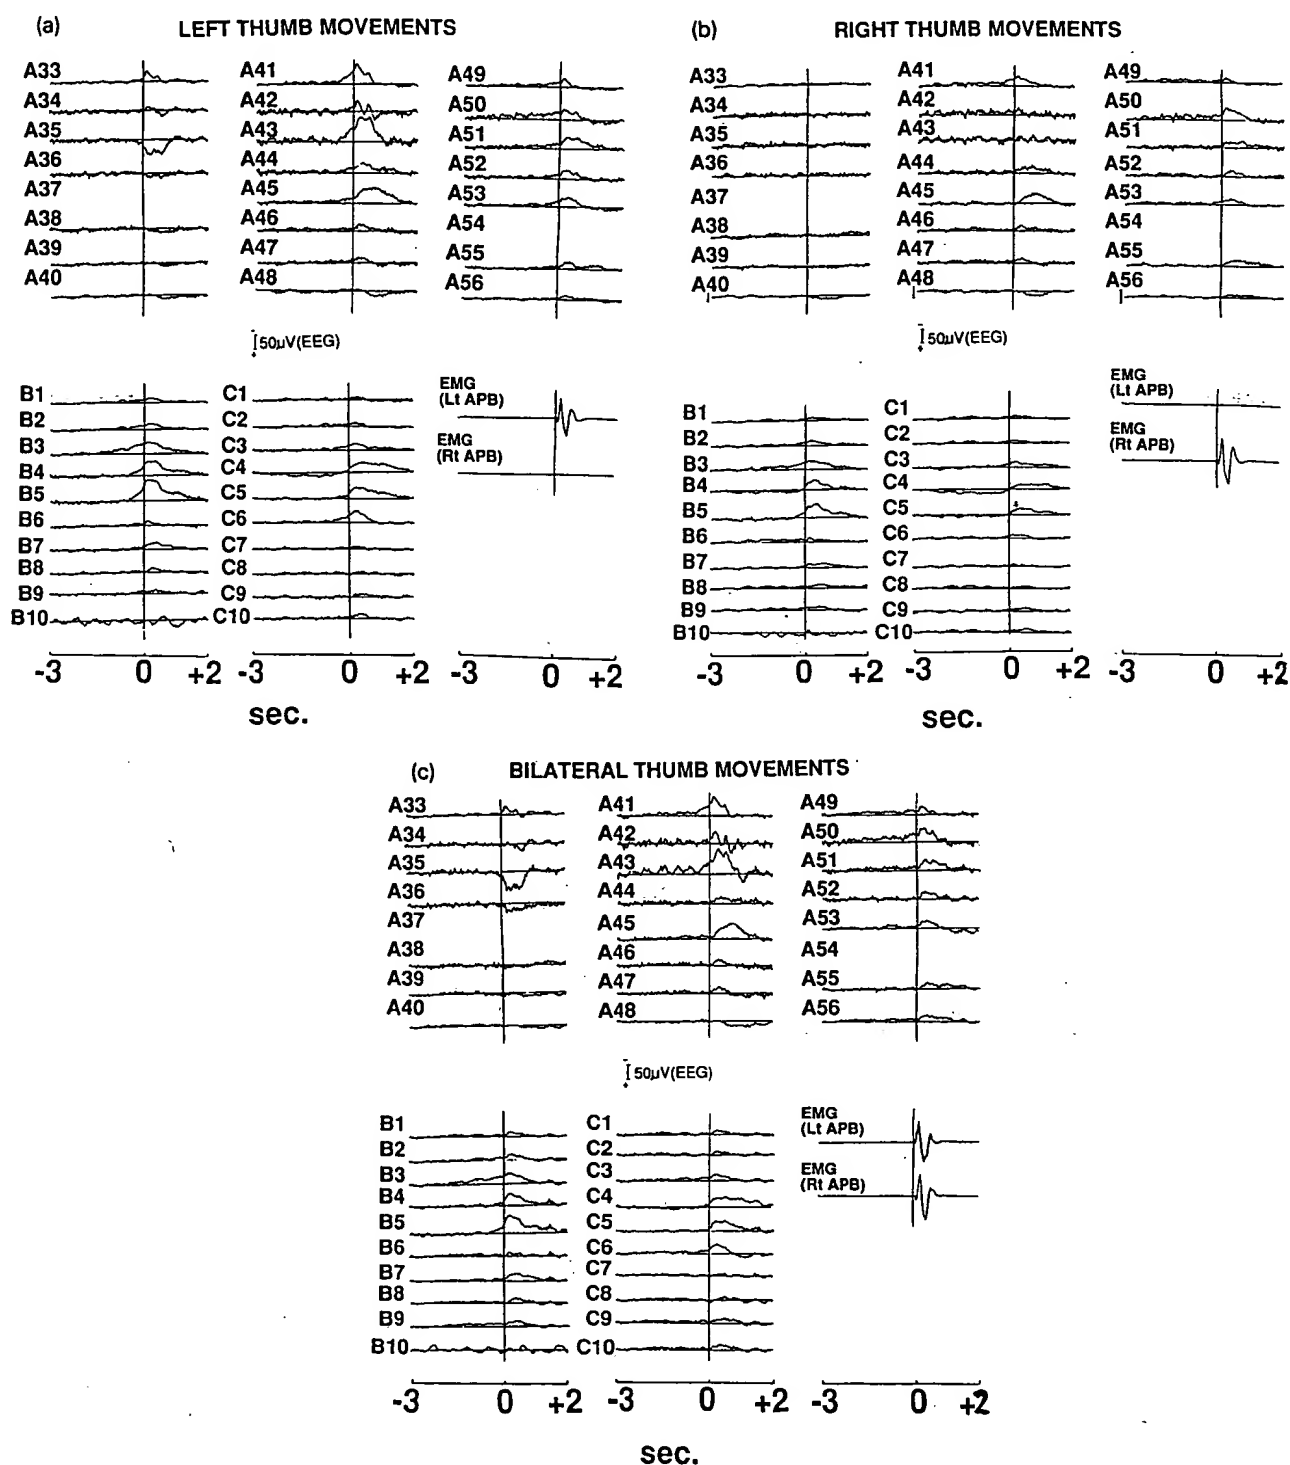 (a) LEFT THUMB MOVEMENTS
A33 A41 A49
A34 A42 A50
A35 A43 A51
A36 A44 A52
A37 A45 A53
A38 A46 A54
A39 A47 A55
A40 A48 A56
50µV(EEG)
B1 C1
B2 C2
B3 C3
B4 C4
B5 C5
B6 C6
B7 C7
B8 C8
B9 C9
B10 C10
EMG
(Lt APB)
EMG
(Rt APB)
-3 0 +2 -3 0 +2 -3 0 +2
sec.
(b) RIGHT THUMB MOVEMENTS
A33 A41 A49
A34 A42 A50
A35 A43 A51
A36 A44 A52
A37 A45 A53
A38 A46 A54
A39 A47 A55
A40 A48 A56
50µV(EEG)
B1 C1
B2 C2
B3 C3
B4 C4
B5 C5
B6 C6
B7 C7
B8 C8
B9 C9
B10 C10
EMG
(Lt APB)
EMG
(Rt APB)
-3 0 +2 -3 0 +2 -3 0 +2
sec.
(c) BILATERAL THUMB MOVEMENTS
A33 A41 A49
A34 A42 A50
A35 A43 A51
A36 A44 A52
A37 A45 A53
A38 A46 A54
A39 A47 A55
A40 A48 A56
50µV(EEG)
B1 C1
B2 C2
B3 C3
B4 C4
B5 C5
B6 C6
B7 C7
B8 C8
B9 C9
B10 C10
EMG
(Lt APB)
EMG
(Rt APB)
-3 0 +2 -3 0 +2 -3 0 +2
sec.